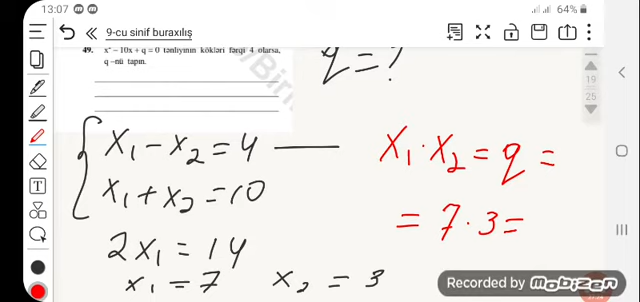 13:07
64%
9-cu sinif buraxılış
49. x² − 10x + q = 0 tənliyinin kökləri fərqi 4 olarsa,
q –nü tapın.
q = ?
x₁ − x₂ = 4
x₁ + x₂ = 10
2x₁ = 14
x₁ = 7 x₂ = 3
x₁ · x₂ = q =
= 7 · 3 =
19
25
Recorded by mobizen